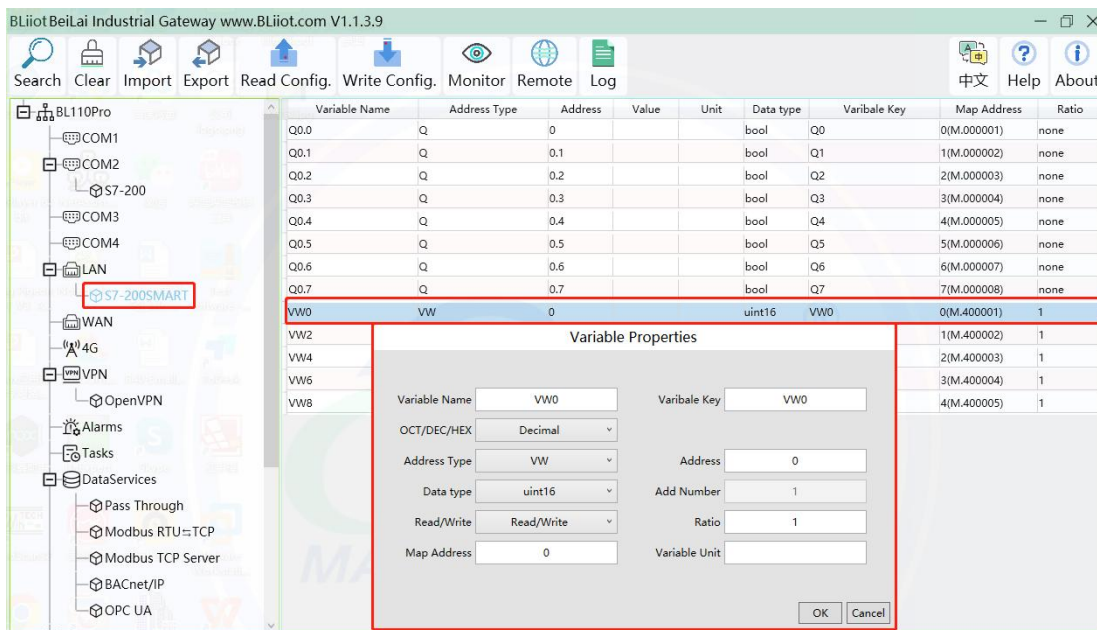 BLiiot BeiLai Industrial Gateway www.BLiiot.com V1.1.3.9
Search Clear Import Export Read Config. Write Config. Monitor Remote Log 中文 Help About
BL110Pro
COM1
COM2
S7-200
COM3
COM4
LAN
S7-200SMART
WAN
4G
VPN
OpenVPN
Alarms
Tasks
DataServices
Pass Through
Modbus RTU⇆TCP
Modbus TCP Server
BACnet/IP
OPC UA
Variable Name Address Type Address Value Unit Data type Varibale Key Map Address Ratio
Q0.0 Q 0 bool Q0 0(M.000001) none
Q0.1 Q 0.1 bool Q1 1(M.000002) none
Q0.2 Q 0.2 bool Q2 2(M.000003) none
Q0.3 Q 0.3 bool Q3 3(M.000004) none
Q0.4 Q 0.4 bool Q4 4(M.000005) none
Q0.5 Q 0.5 bool Q5 5(M.000006) none
Q0.6 Q 0.6 bool Q6 6(M.000007) none
Q0.7 Q 0.7 bool Q7 7(M.000008) none
VW0 VW 0 uint16 VW0 0(M.400001) 1
VW2 1(M.400002) 1
VW4 2(M.400003) 1
VW6 3(M.400004) 1
VW8 4(M.400005) 1
Variable Properties
Variable Name VW0 Varibale Key VW0
OCT/DEC/HEX Decimal
Address Type VW Address 0
Data type uint16 Add Number 1
Read/Write Read/Write Ratio 1
Map Address 0 Variable Unit
OK Cancel